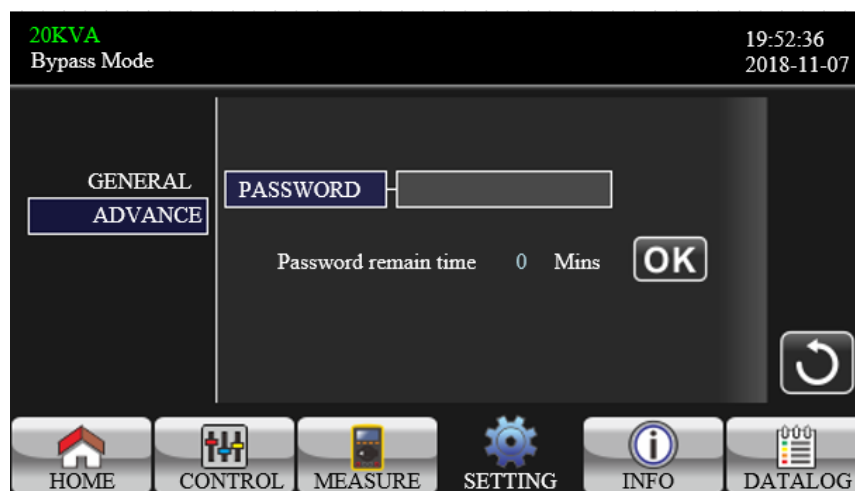 20KVA
Bypass Mode
19:52:36
2018-11-07
GENERAL
ADVANCE
PASSWORD
Password remain time 0 Mins
OK
HOME
CONTROL
MEASURE
SETTING
INFO
DATALOG